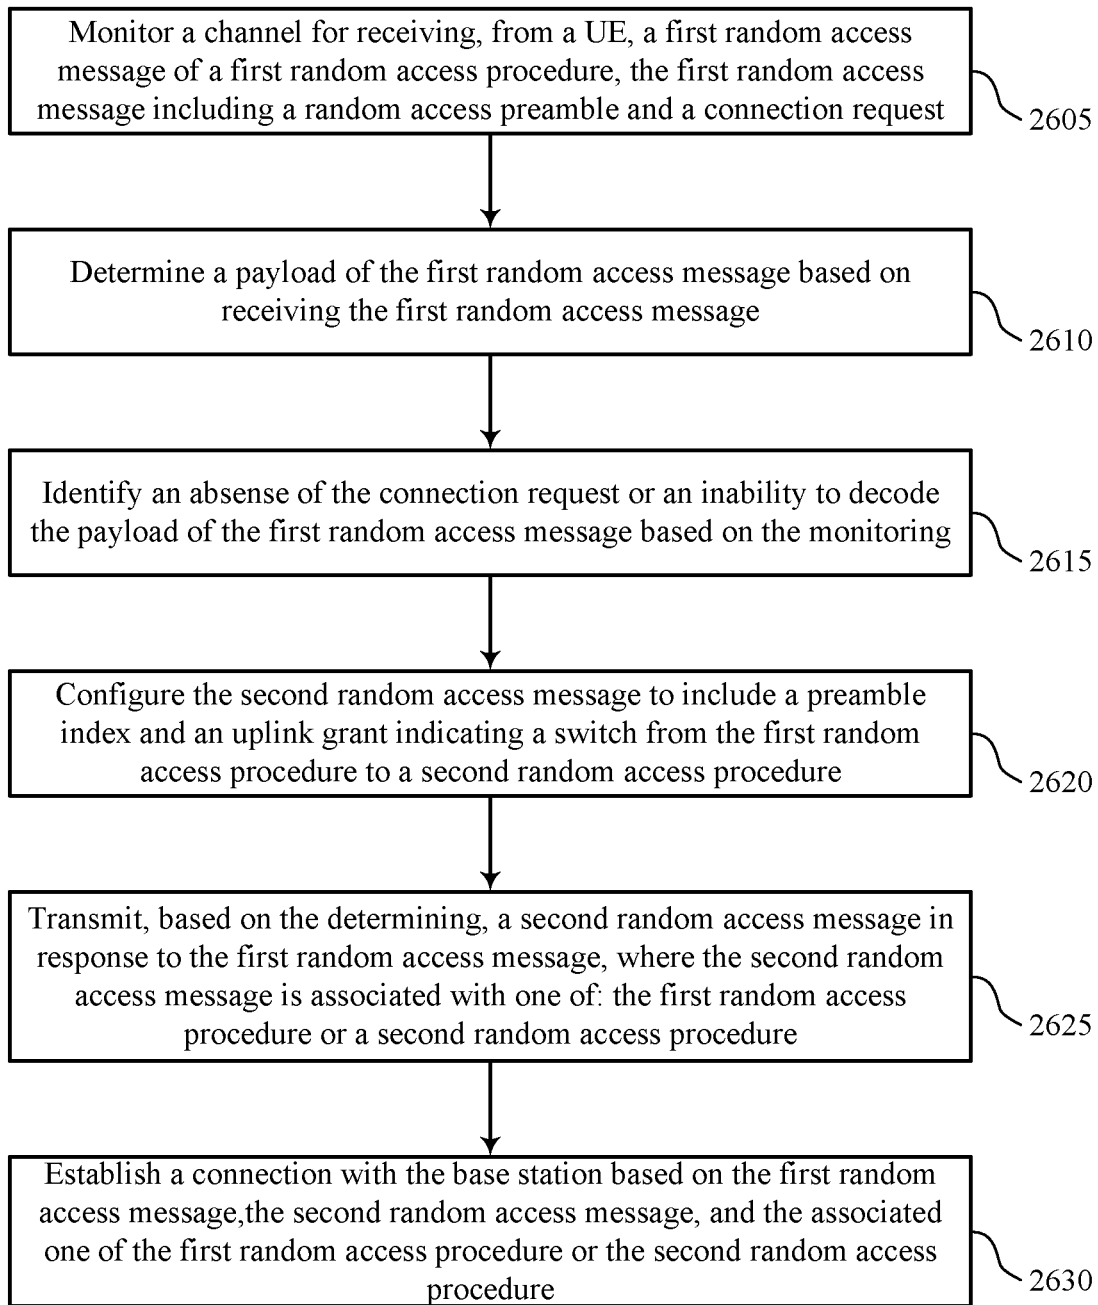 Monitor a channel for receiving, from a UE, a first random access
message of a first random access procedure, the first random access
message including a random access preamble and a connection request
2605
Determine a payload of the first random access message based on
receiving the first random access message
2610
Identify an absense of the connection request or an inability to decode
the payload of the first random access message based on the monitoring
2615
Configure the second random access message to include a preamble
index and an uplink grant indicating a switch from the first random
access procedure to a second random access procedure
2620
Transmit, based on the determining, a second random access message in
response to the first random access message, where the second random
access message is associated with one of: the first random access
procedure or a second random access procedure
2625
Establish a connection with the base station based on the first random
access message,the second random access message, and the associated
one of the first random access procedure or the second random access
procedure
2630